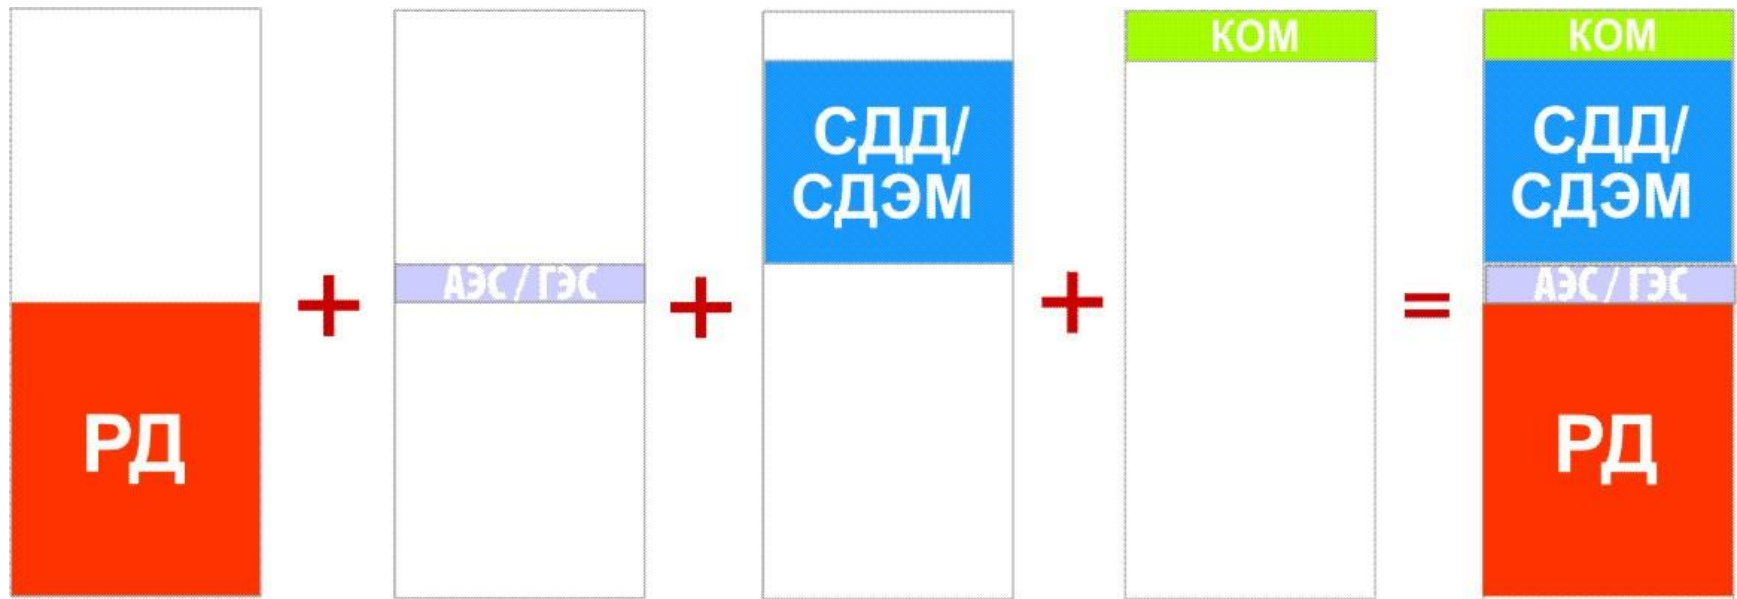 РД
+
АЭС / ГЭС
+
СДД/
СДЭМ
+
КОМ
=
КОМ
СДД/
СДЭМ
АЭС / ГЭС
РД